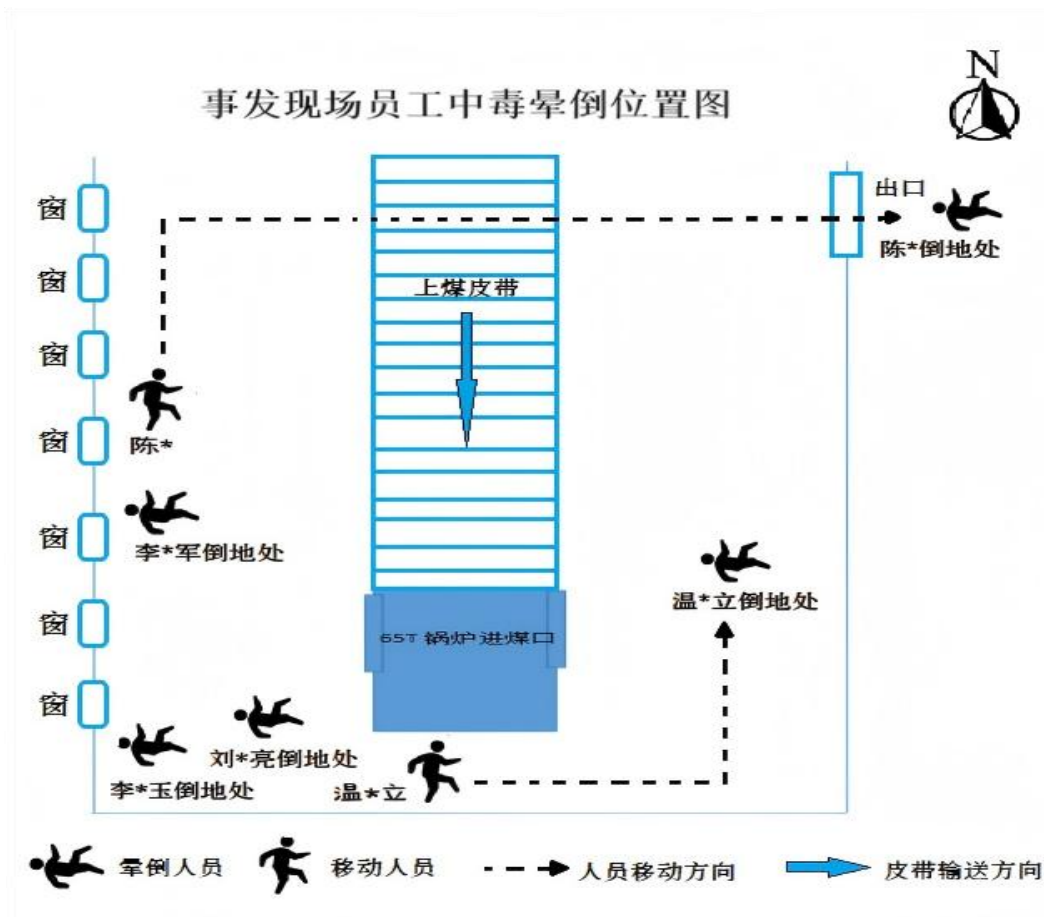 N
事发现场员工中毒晕倒位置图
窗
出口
陈*倒地处
窗
上煤皮带
窗
窗
陈*
窗
李*军倒地处
温*立倒地处
窗
65T 锅炉进煤口
窗
刘*亮倒地处
李*玉倒地处
温*立
晕倒人员
移动人员
人员移动方向
皮带输送方向